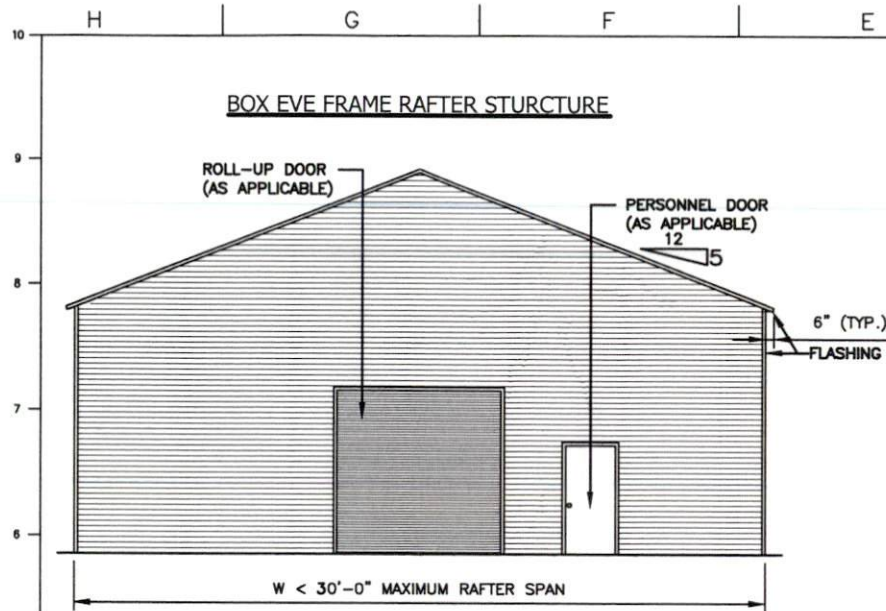 H G F E
10
BOX EVE FRAME RAFTER STURCTURE
9
ROLL-UP DOOR
(AS APPLICABLE)
PERSONNEL DOOR
(AS APPLICABLE)
12
5
8
6" (TYP.)
FLASHING
7
6
W < 30'-0" MAXIMUM RAFTER SPAN